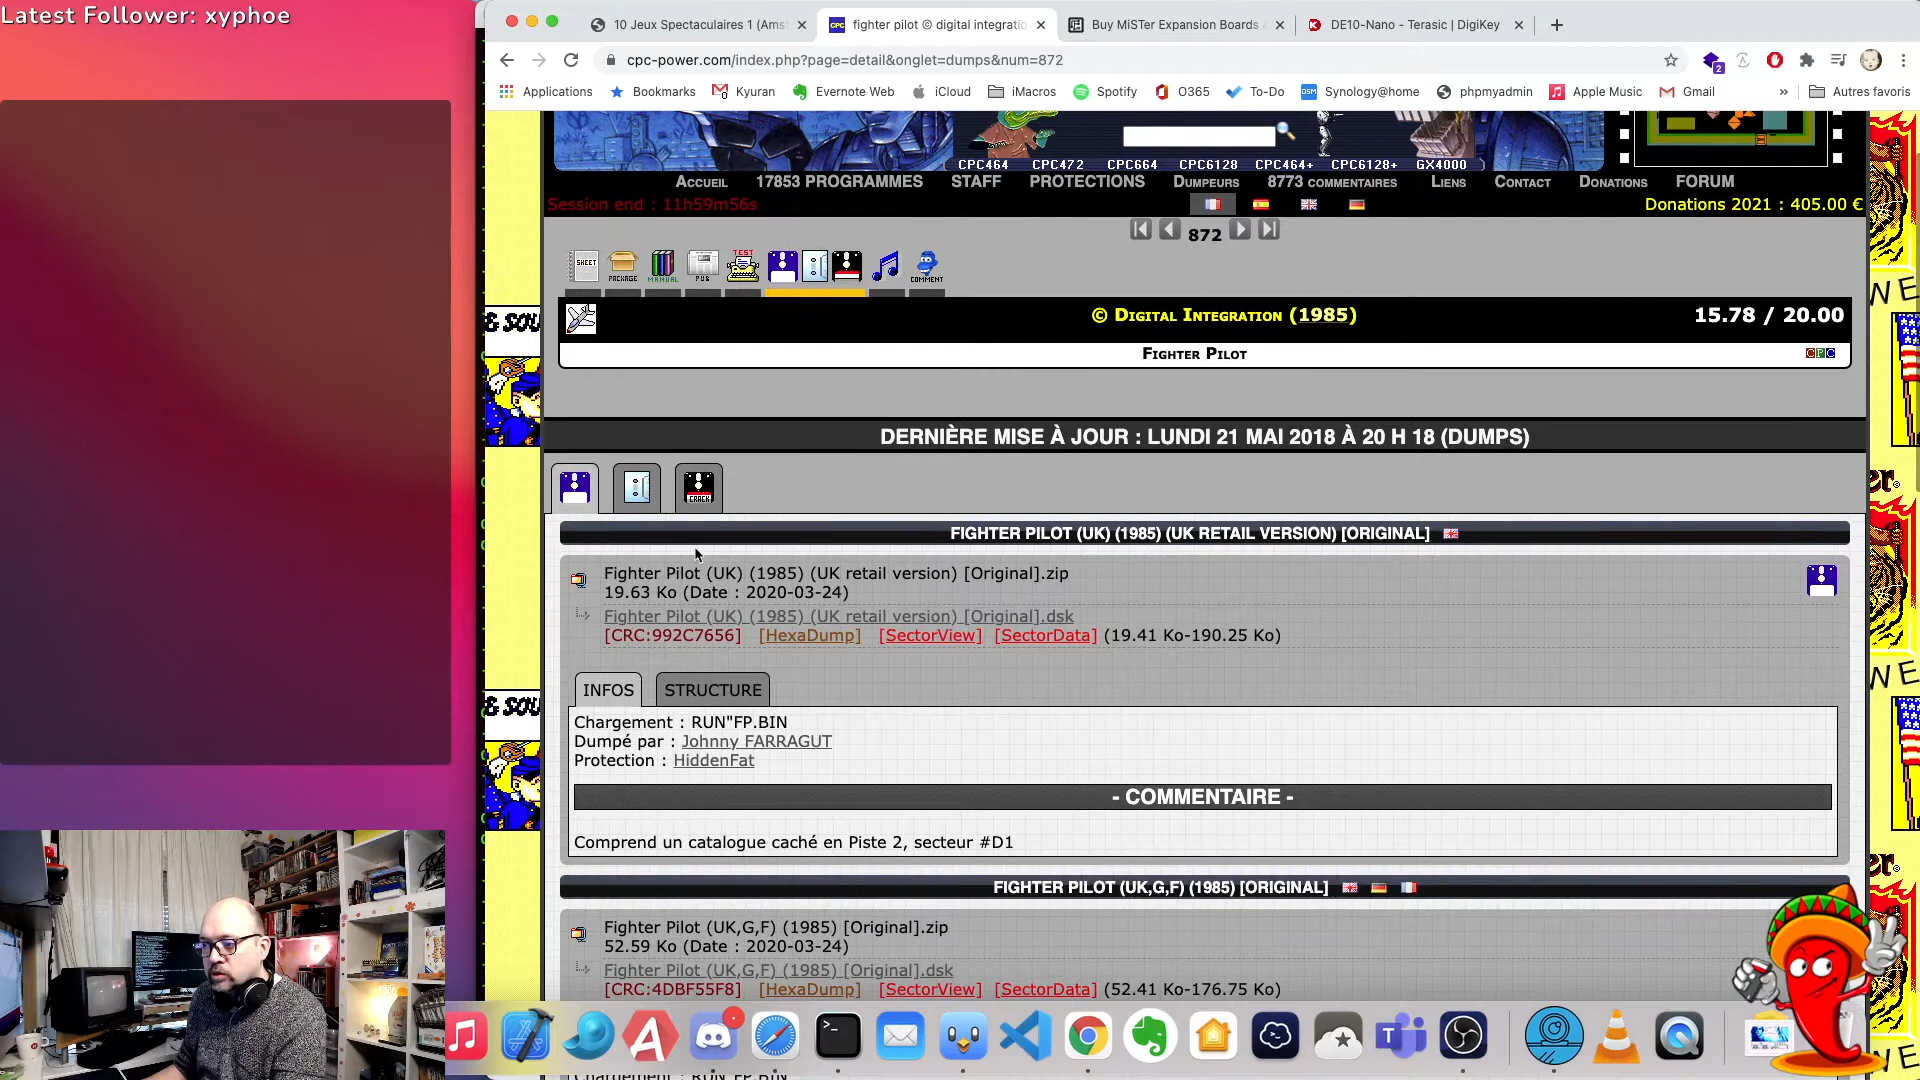 Latest Follower: xyphoe
10 Jeux Spectaculaires 1 (Amst
fighter pilot © digital integratio
Buy MiSTer Expansion Boards
DE10-Nano - Terasic | DigiKey
cpc-power.com/index.php?page=detail&onglet=dumps&num=872
Applications Bookmarks Kyuran Evernote Web iCloud iMacros Spotify O365 To-Do Synology@home phpmyadmin Apple Music Gmail » Autres favoris
CPC464 CPC472 CPC664 CPC6128 CPC464+ CPC6128+ GX4000
Accueil 17853 PROGRAMMES STAFF PROTECTIONS Dumpeurs 8773 commentaires Liens Contact Donations FORUM
Session end : 11h59m56s
Donations 2021 : 405.00 €
872
SHEET PACKAGE MANUAL PUB TEST COMMENT
© Digital Integration (1985)
15.78 / 20.00
Fighter Pilot
CPC
DERNIÈRE MISE À JOUR : LUNDI 21 MAI 2018 À 20 H 18 (DUMPS)
CRACK
FIGHTER PILOT (UK) (1985) (UK RETAIL VERSION) [ORIGINAL]
Fighter Pilot (UK) (1985) (UK retail version) [Original].zip
19.63 Ko (Date : 2020-03-24)
Fighter Pilot (UK) (1985) (UK retail version) [Original].dsk
[CRC:992C7656] [HexaDump] [SectorView] [SectorData] (19.41 Ko-190.25 Ko)
INFOS STRUCTURE
Chargement : RUN"FP.BIN
Dumpé par : Johnny FARRAGUT
Protection : HiddenFat
- COMMENTAIRE -
Comprend un catalogue caché en Piste 2, secteur #D1
FIGHTER PILOT (UK,G,F) (1985) [ORIGINAL]
Fighter Pilot (UK,G,F) (1985) [Original].zip
52.59 Ko (Date : 2020-03-24)
Fighter Pilot (UK,G,F) (1985) [Original].dsk
[CRC:4DBF55F8] [HexaDump] [SectorView] [SectorData] (52.41 Ko-176.75 Ko)